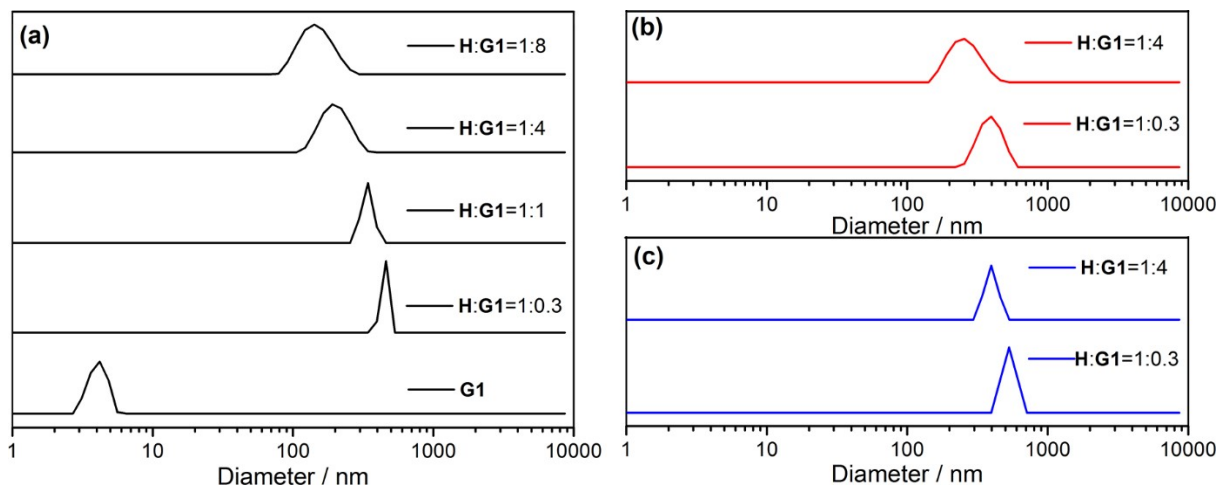 (a)
H:G1=1:8
H:G1=1:4
H:G1=1:1
H:G1=1:0.3
G1
1 10 100 1000 10000
Diameter / nm
(b)
H:G1=1:4
H:G1=1:0.3
1 10 100 1000 10000
Diameter / nm
(c)
H:G1=1:4
H:G1=1:0.3
1 10 100 1000 10000
Diameter / nm